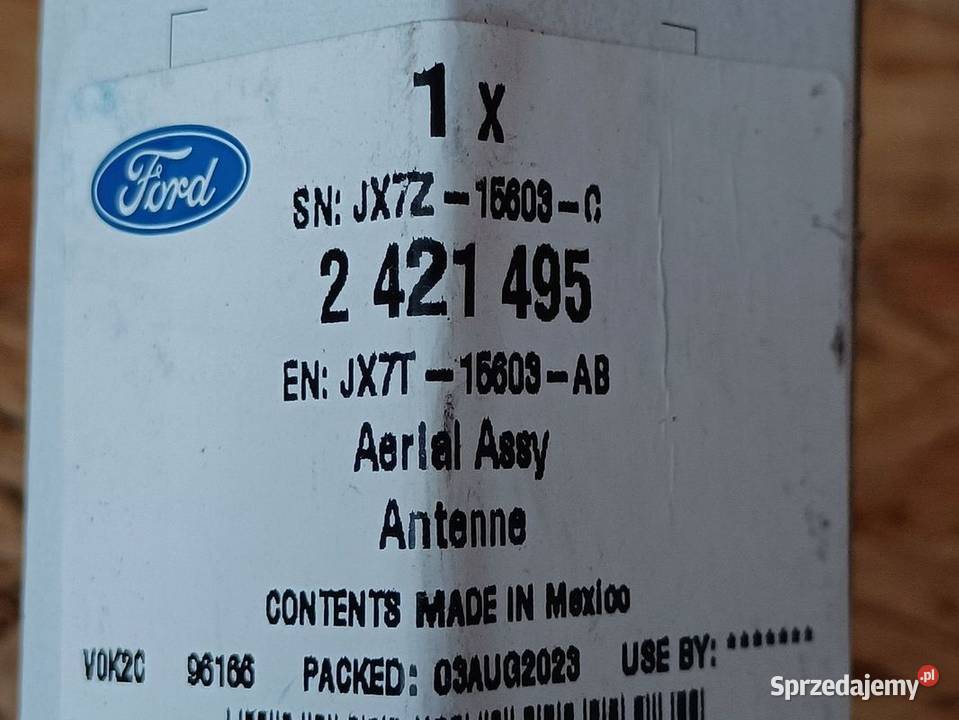 1 X
Ford
SN: JX7Z-15603-C
2 421 495
EN: JX7T-15603-AB
Aerial Assy
Antenne
CONTENTS MADE IN Mexico
V0K2C 96166 PACKED: 03AUG2023 USE BY: *******
Sprzedajemy.pl